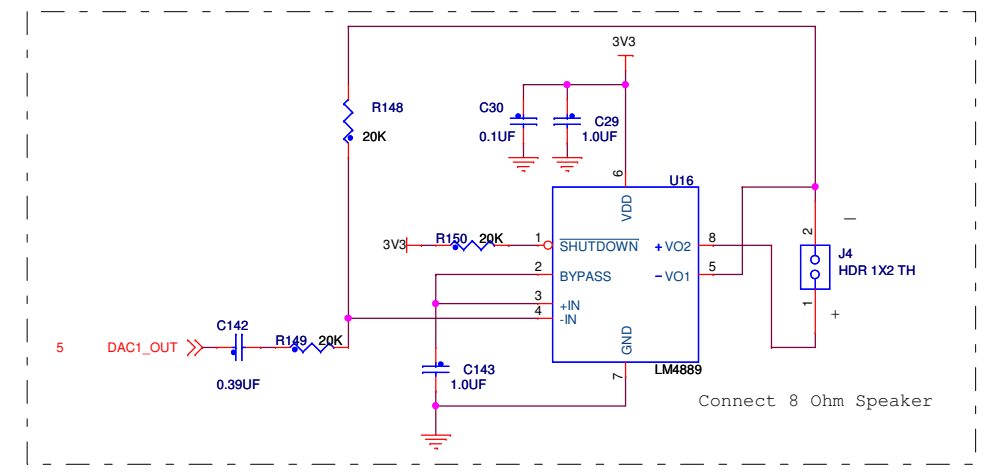 3V3
R148
20K
C30
0.1UF
C29
1.0UF
6
U16
VDD
3V3
R150
20K
1
SHUTDOWN
+ VO2
8
2
BYPASS
− VO1
5
3
+IN
4
-IN
GND
7
LM4889
2
−
J4
HDR 1X2 TH
1
+
5
DAC1_OUT
C142
0.39UF
R149
20K
C143
1.0UF
Connect 8 Ohm Speaker